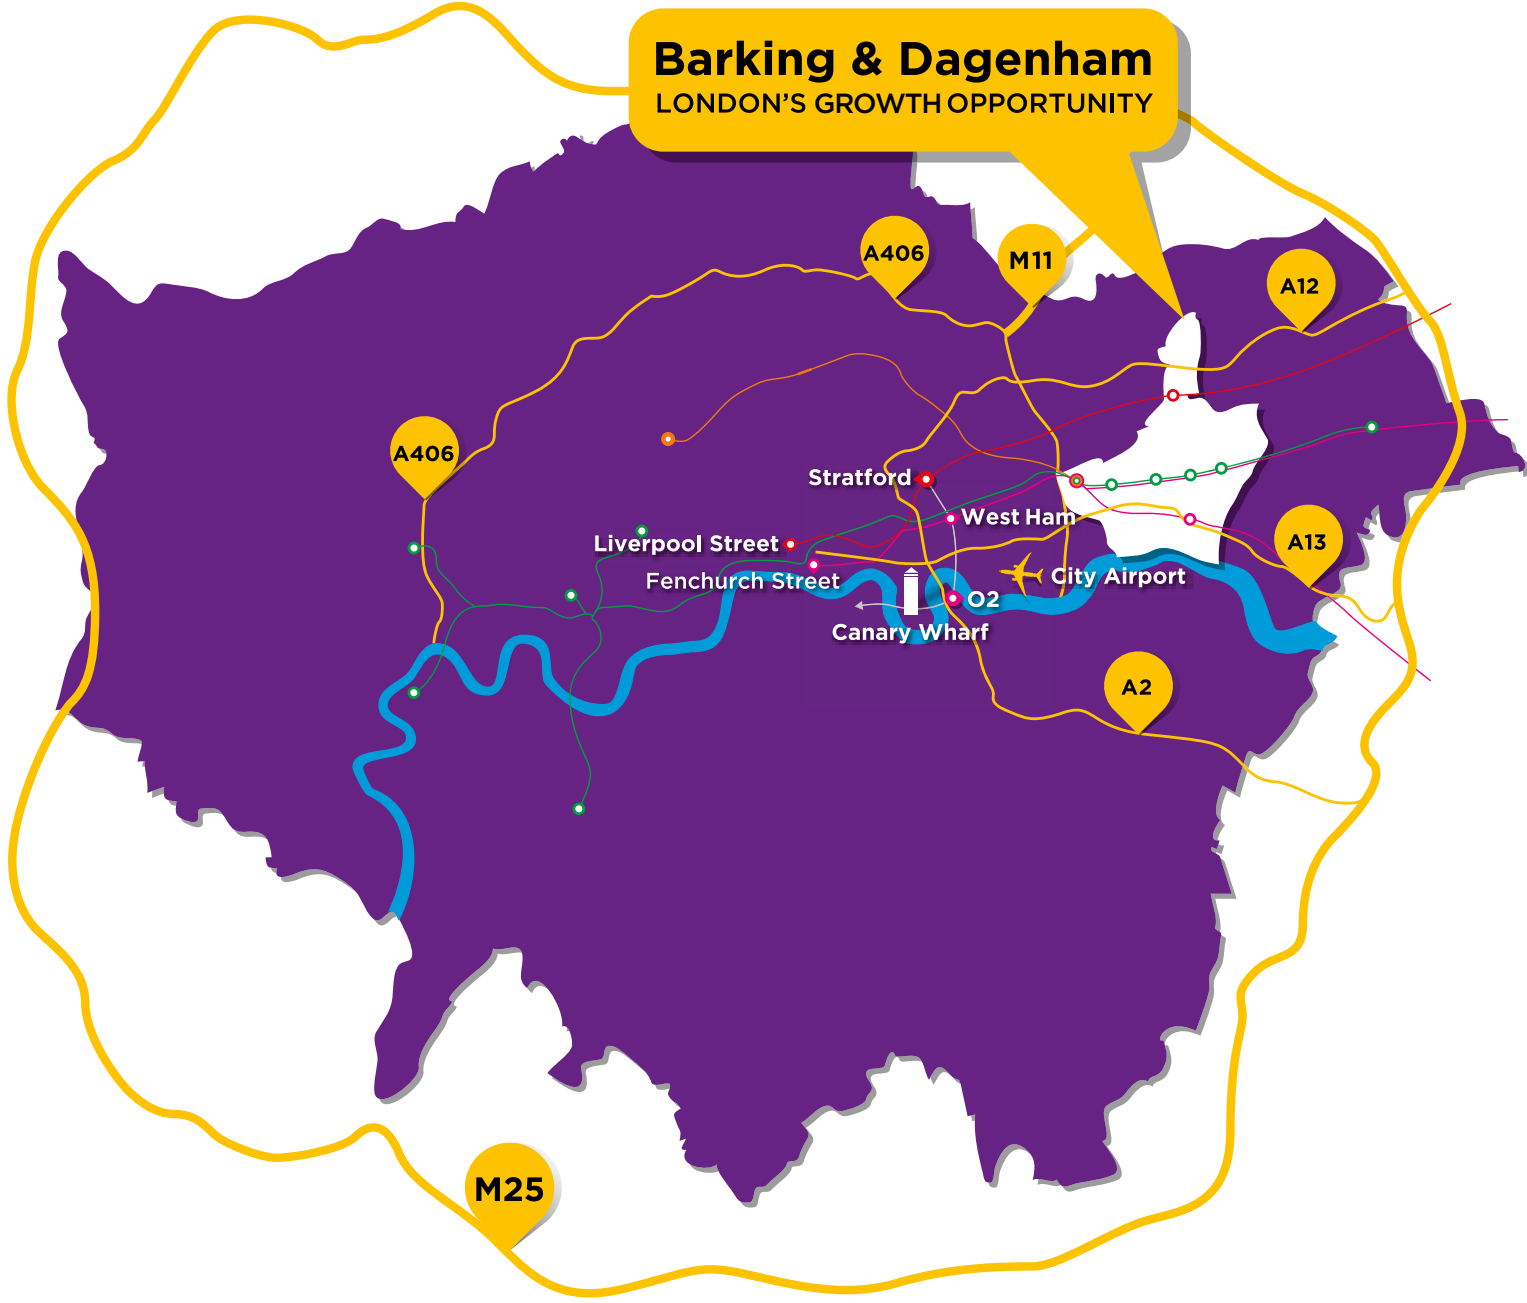 Barking & Dagenham
LONDON'S GROWTH OPPORTUNITY
A406
M11
A12
A406
Stratford
West Ham
Liverpool Street
A13
Fenchurch Street
City Airport
O2
Canary Wharf
A2
M25